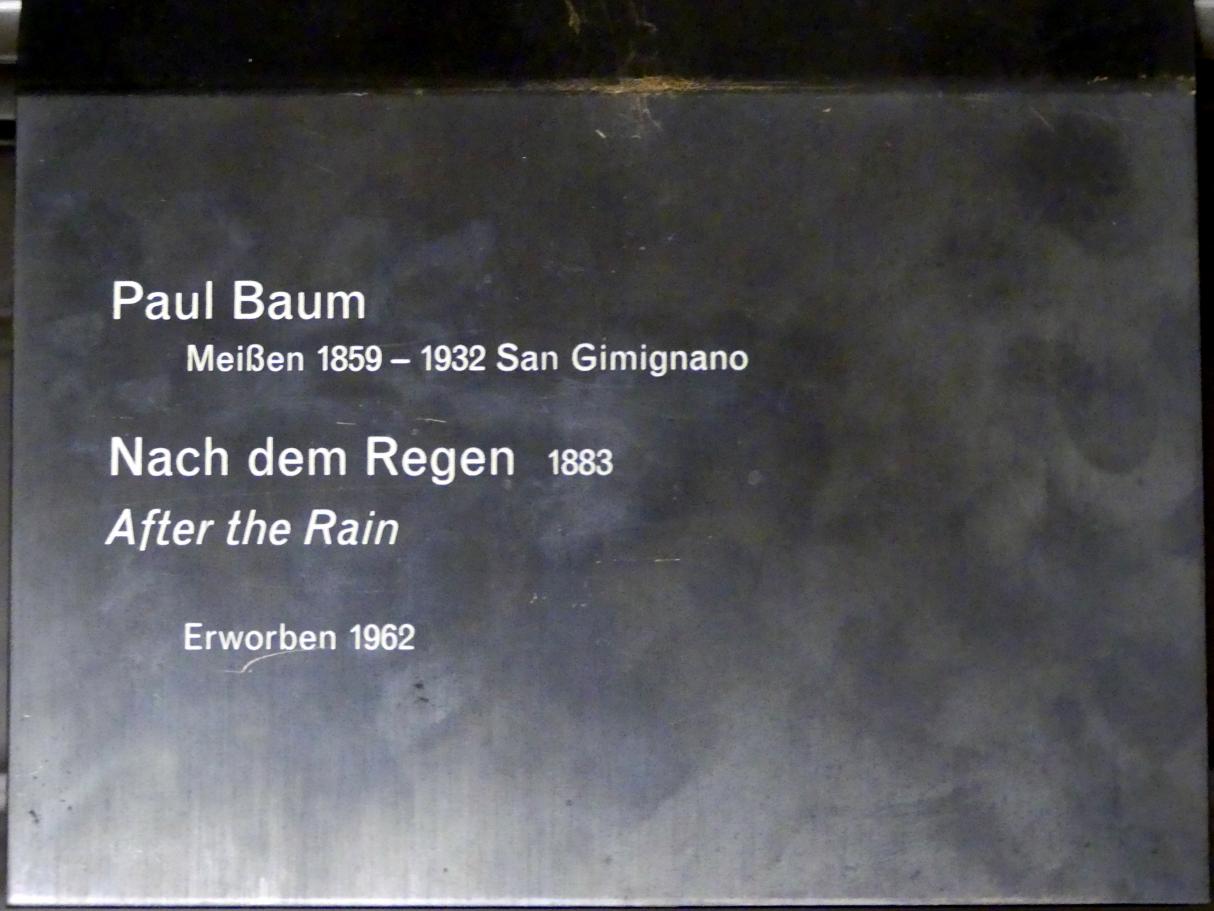 Paul Baum
Meißen 1859 – 1932 San Gimignano
Nach dem Regen 1883
After the Rain
Erworben 1962